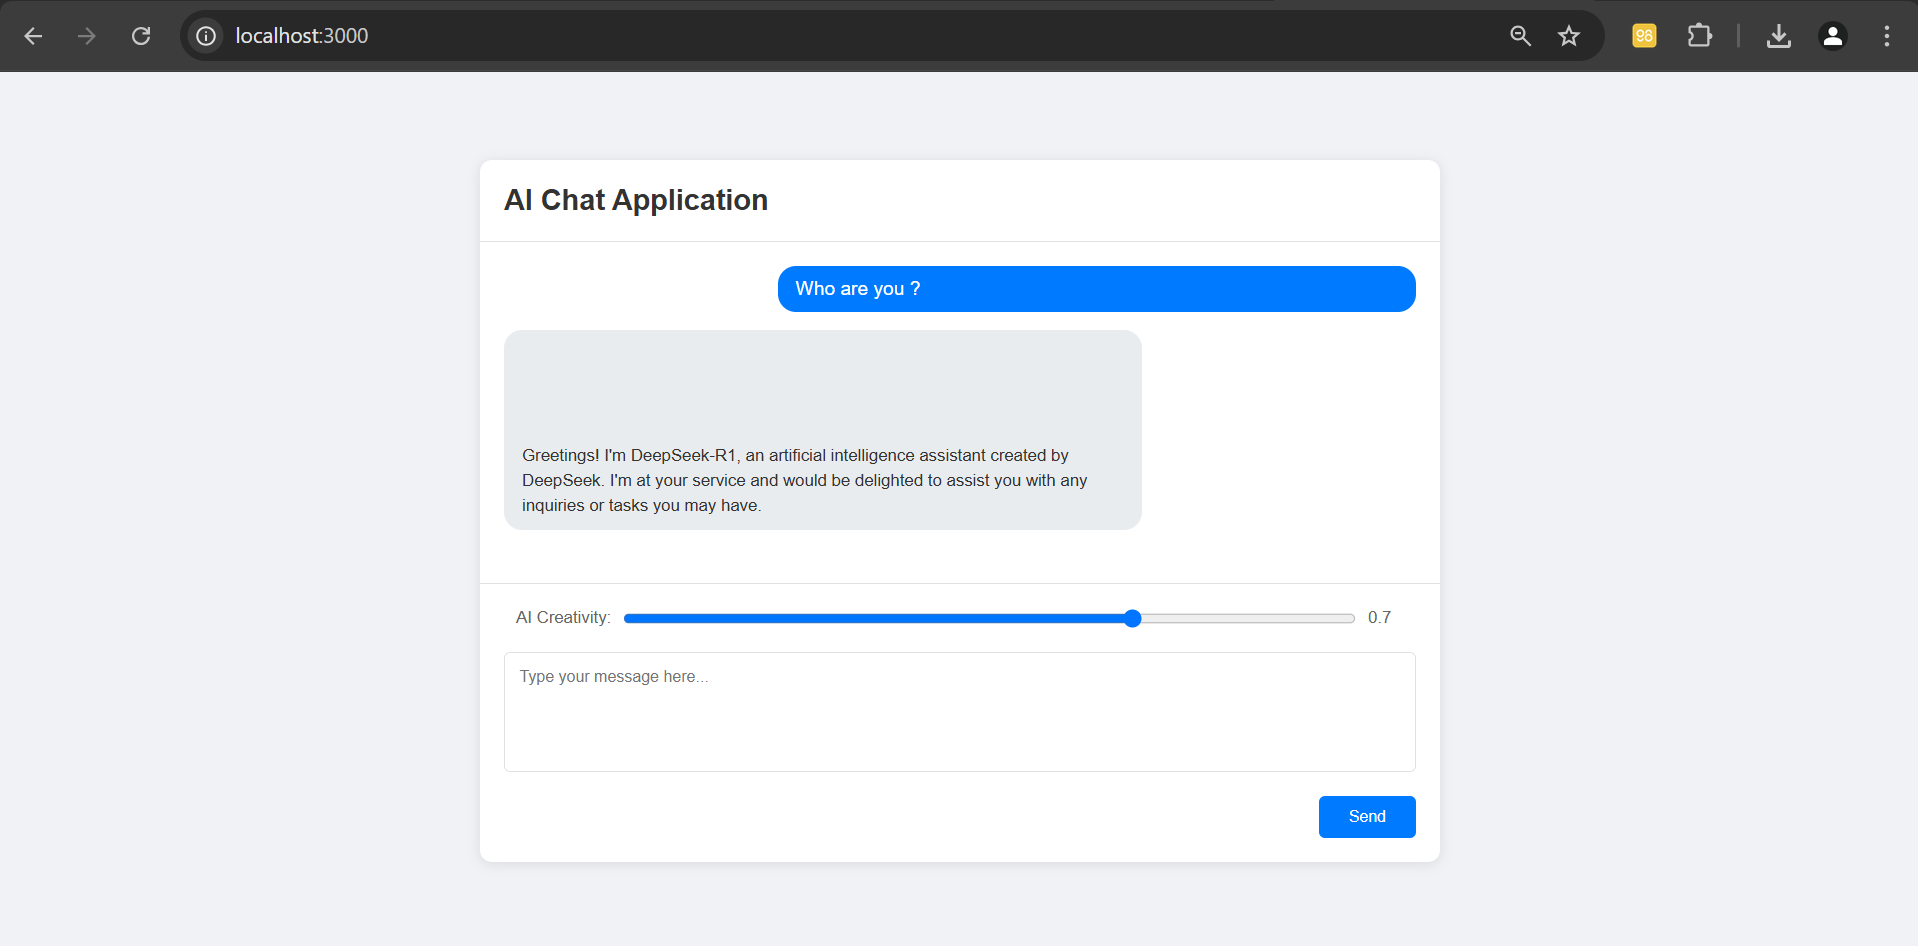 localhost:3000
96
AI Chat Application
Who are you ?
Greetings! I'm DeepSeek-R1, an artificial intelligence assistant created by
DeepSeek. I'm at your service and would be delighted to assist you with any
inquiries or tasks you may have.
AI Creativity: 0.7
Type your message here...
Send